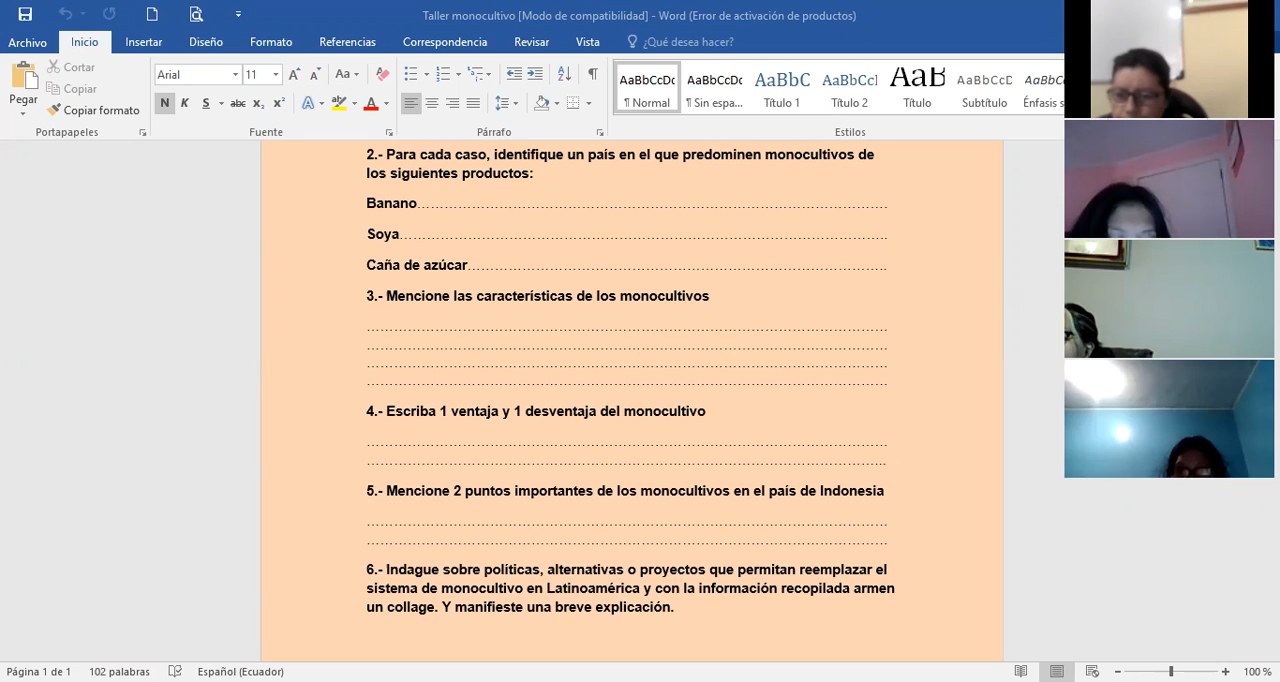 Taller monocultivo [Modo de compatibilidad] - Word (Error de activación de productos)
Archivo Inicio Insertar Diseño Formato Referencias Correspondencia Revisar Vista ¿Qué desea hacer?
Pegar
Cortar
Copiar
Copiar formato
Portapapeles
Arial 11
N K S abc x₂ x²
Fuente
Párrafo
AaBbCcDc AaBbCcDc AaBbC AaBbCcI AaB AaBbCcD AaBbCc
¶ Normal ¶ Sin espa... Título 1 Título 2 Título Subtítulo Énfasis s
Estilos
2.- Para cada caso, identifique un país en el que predominen monocultivos de
los siguientes productos:
Banano
Soya
Caña de azúcar
3.- Mencione las características de los monocultivos
4.- Escriba 1 ventaja y 1 desventaja del monocultivo
5.- Mencione 2 puntos importantes de los monocultivos en el país de Indonesia
6.- Indague sobre políticas, alternativas o proyectos que permitan reemplazar el
sistema de monocultivo en Latinoamérica y con la información recopilada armen
un collage. Y manifieste una breve explicación.
Página 1 de 1 102 palabras Español (Ecuador) 100 %